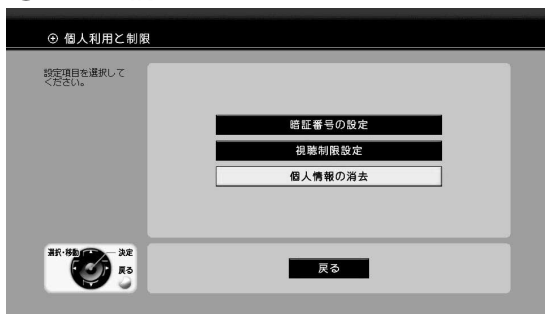 個人利用と制限
設定項目を選択して
ください。
暗証番号の設定
視聴制限設定
個人情報の消去
選択・移動
決定
戻る
戻る